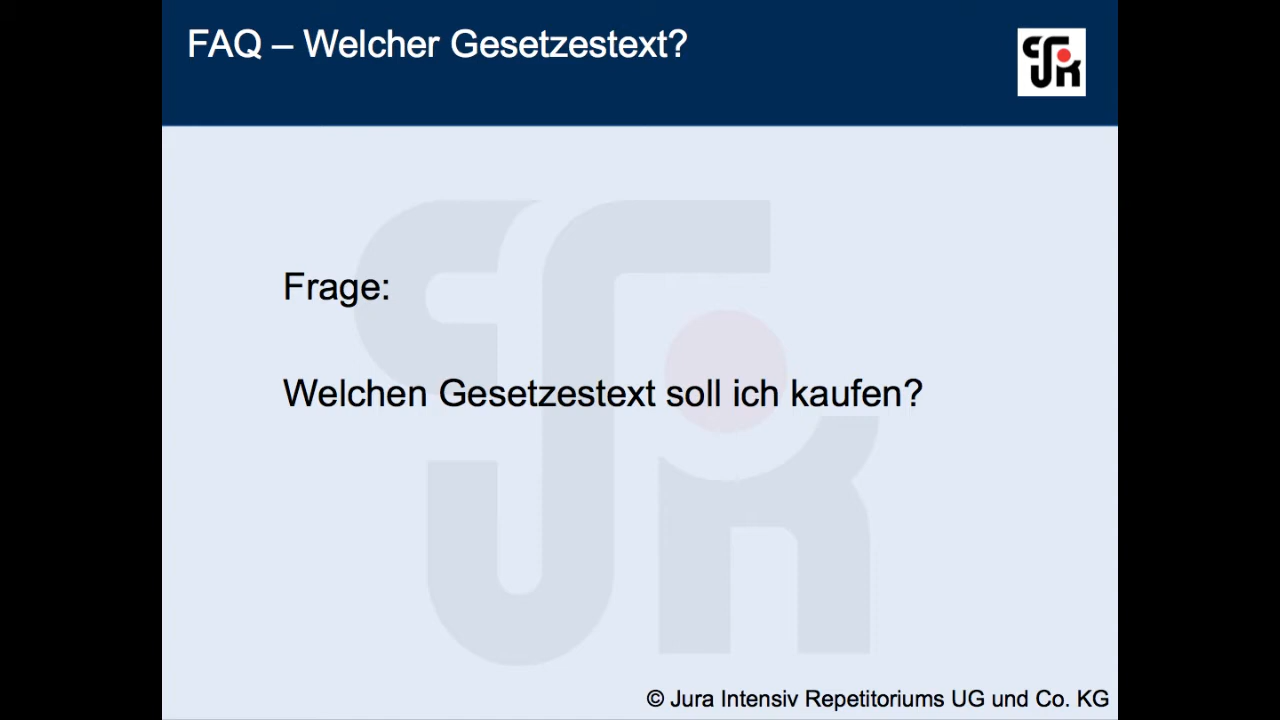 FAQ – Welcher Gesetzestext?
Frage:
Welchen Gesetzestext soll ich kaufen?
© Jura Intensiv Repetitoriums UG und Co. KG